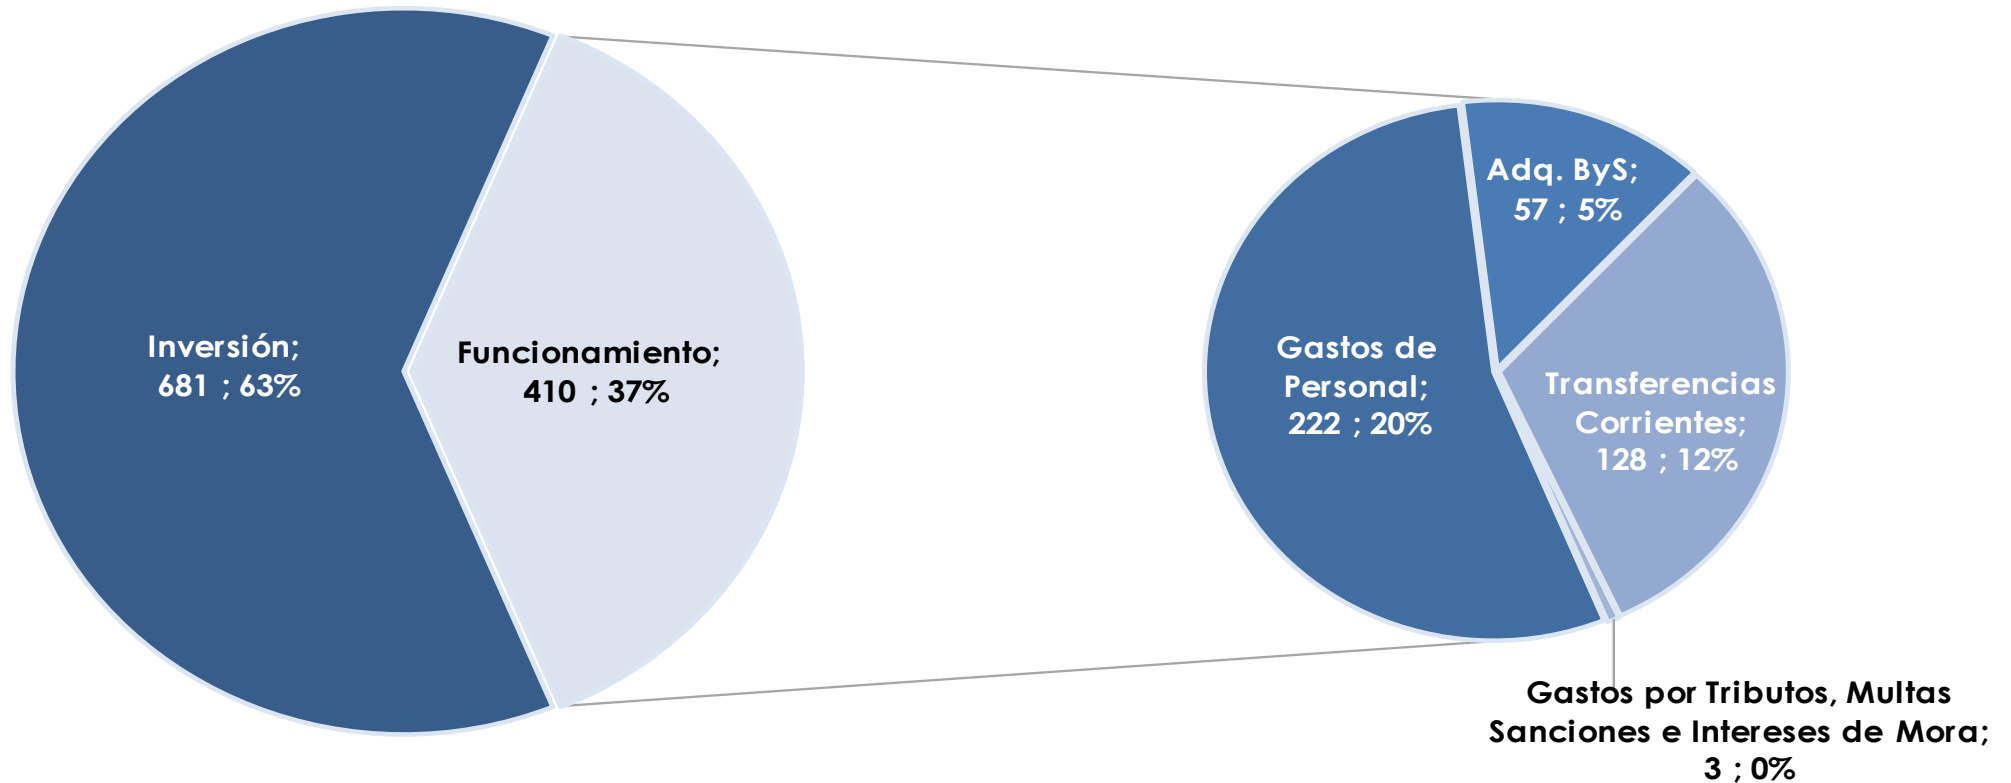 Inversión;
681 ; 63%
Funcionamiento;
410 ; 37%
Gastos de
Personal;
222 ; 20%
Adq. ByS;
57 ; 5%
Transferencias
Corrientes;
128 ; 12%
Gastos por Tributos, Multas
Sanciones e Intereses de Mora;
3 ; 0%